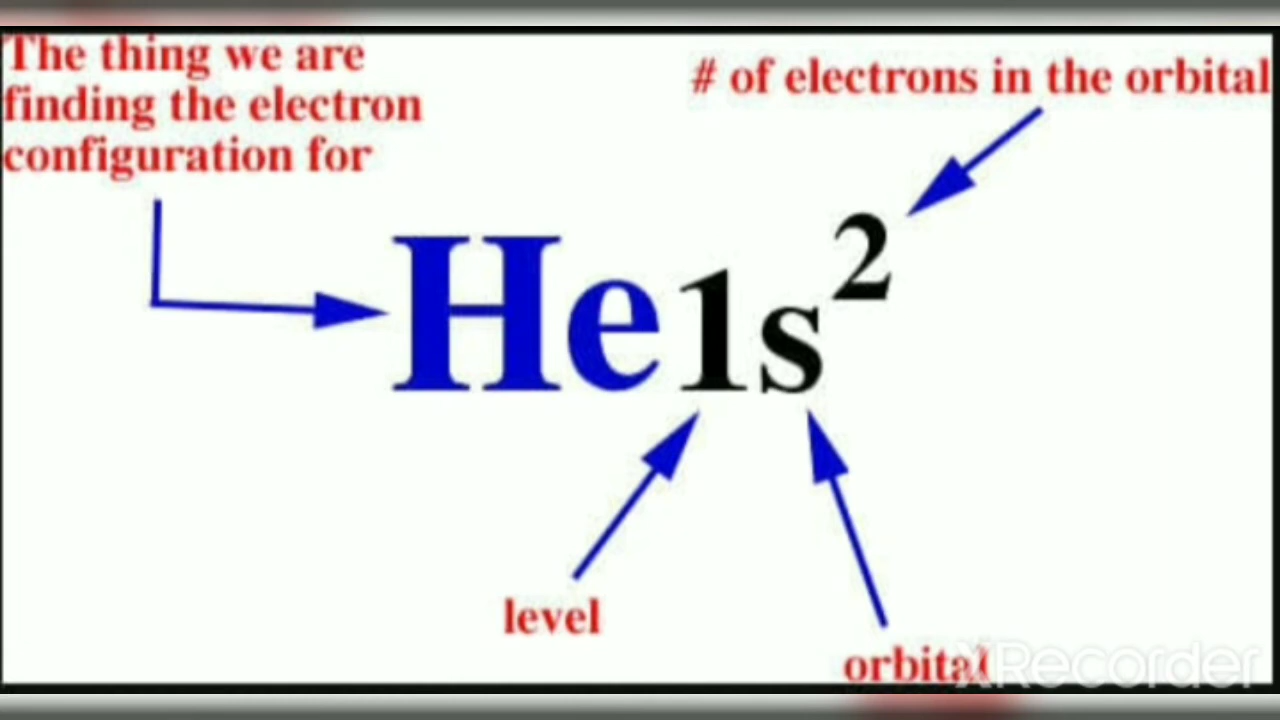 The thing we are
finding the electron
configuration for
# of electrons in the orbital
He1s²
level
orbital
XRecorder